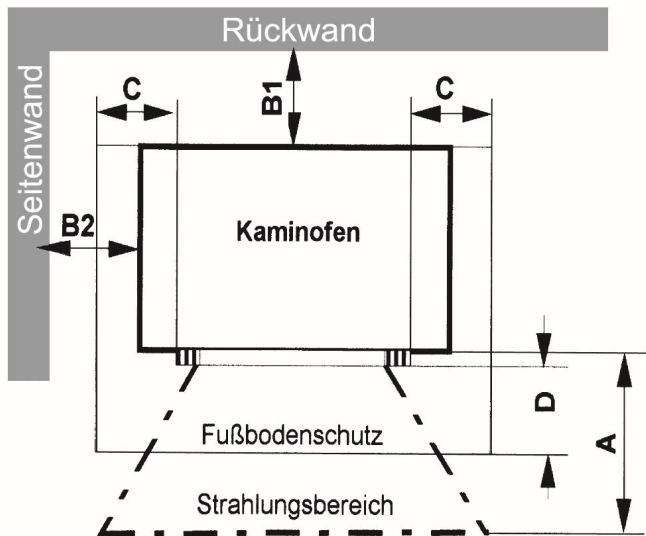 Rückwand
Seitenwand
C
B1
C
B2
Kaminofen
D
A
Fußbodenschutz
Strahlungsbereich